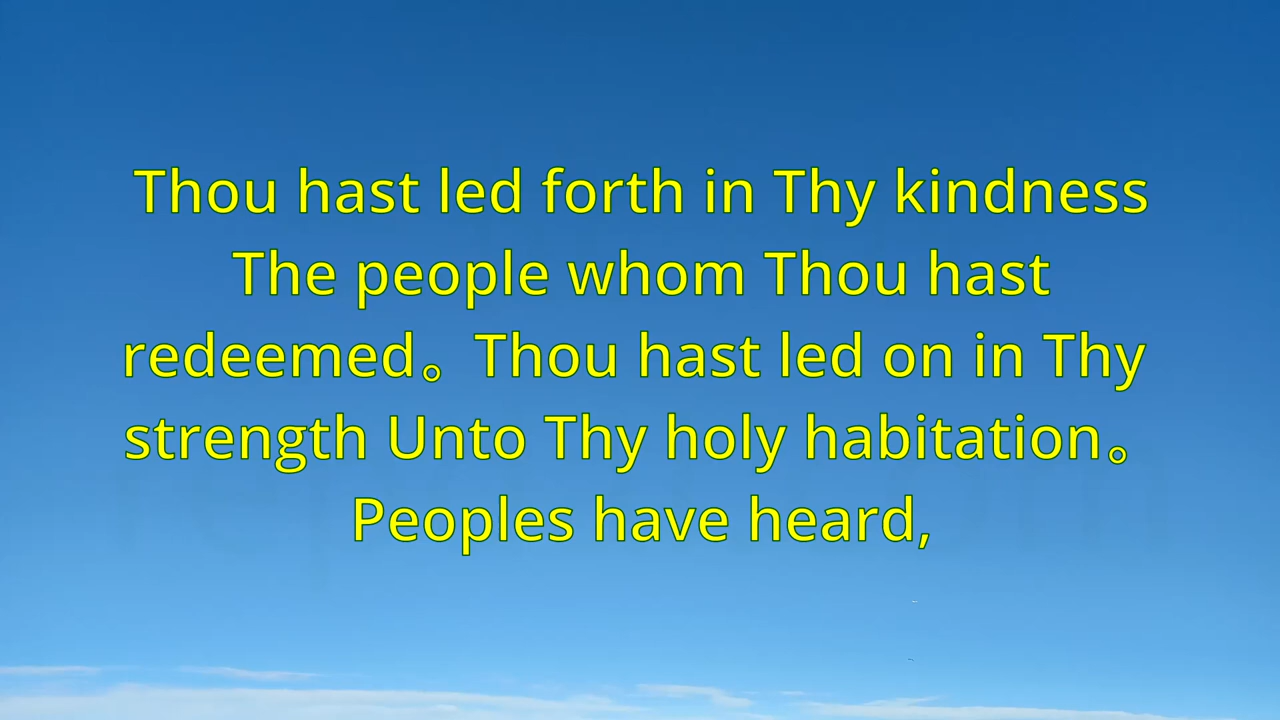 Thou hast led forth in Thy kindness
The people whom Thou hast
redeemed。Thou hast led on in Thy
strength Unto Thy holy habitation。
Peoples have heard,